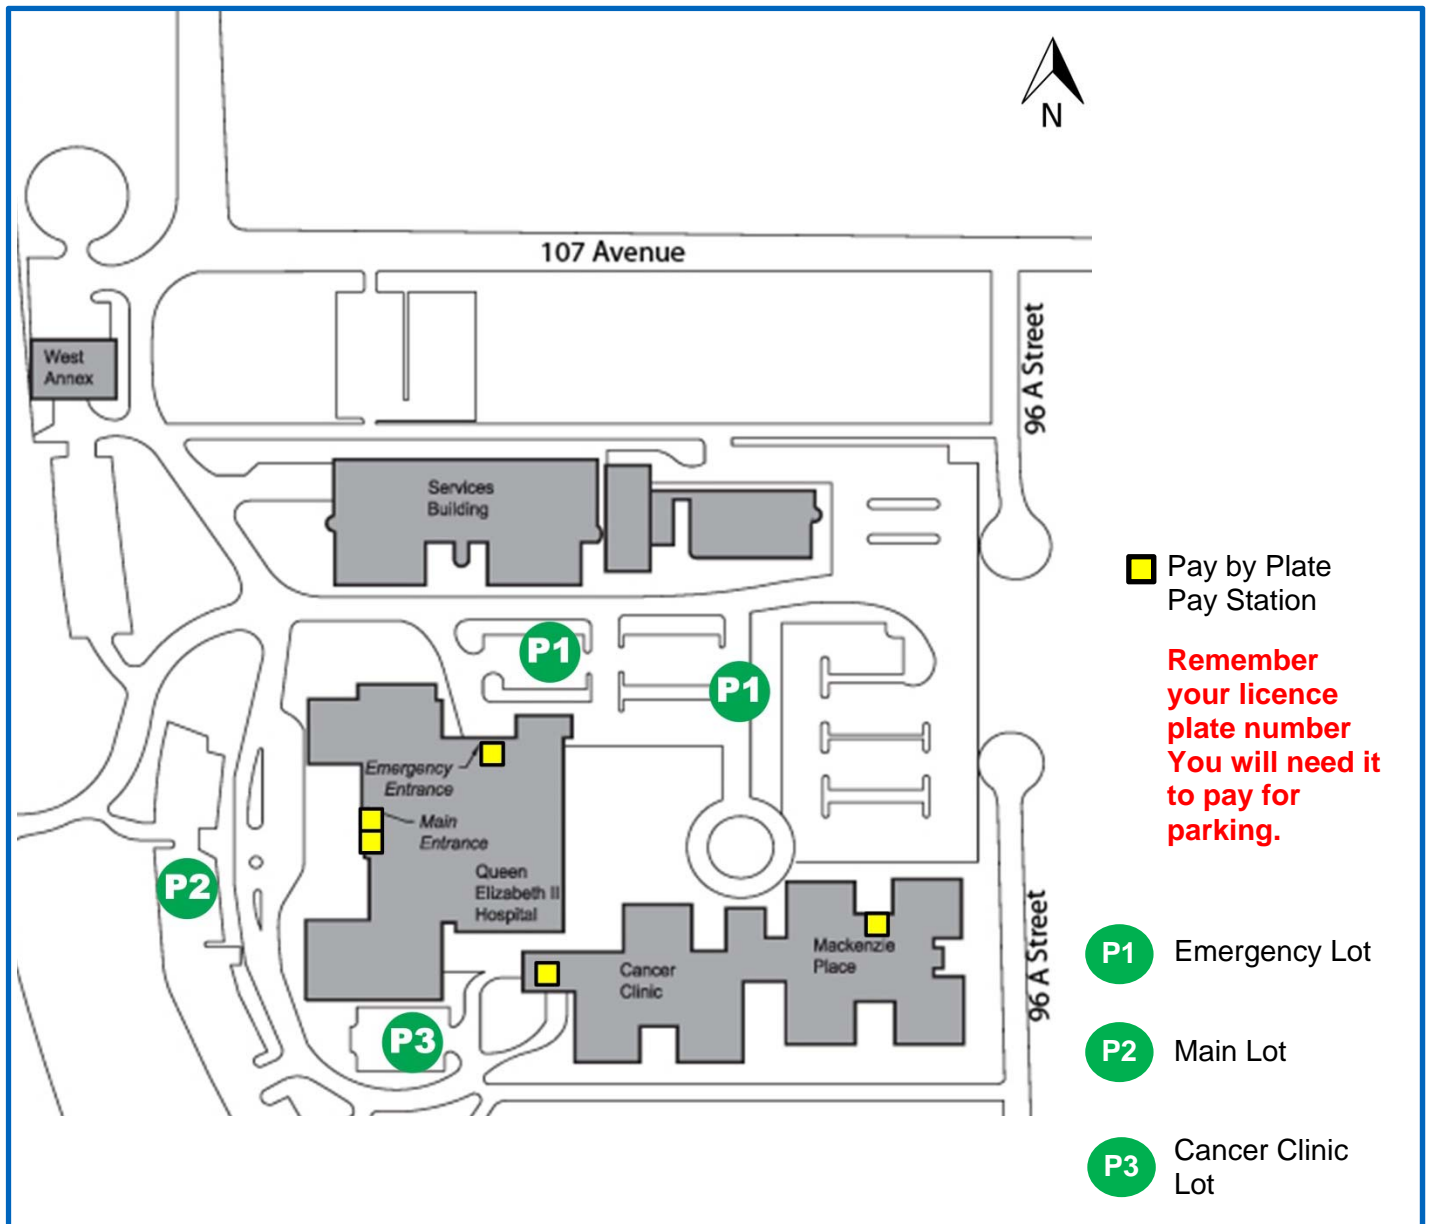 N
107 Avenue
96 A Street
West
Annex
Services
Building
Pay by Plate
Pay Station
P1
P1
Remember
your licence
plate number
You will need it
to pay for
parking.
Emergency
Entrance
Main
Entrance
P2
Queen
Elizabeth II
Hospital
Mackenzie
Place
Cancer
Clinic
96 A Street
P3
P1 Emergency Lot
P2 Main Lot
P3 Cancer Clinic
Lot